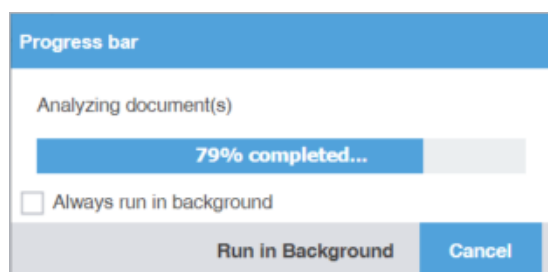 Progress bar
Analyzing document(s)
79% completed...
Always run in background
Run in Background Cancel